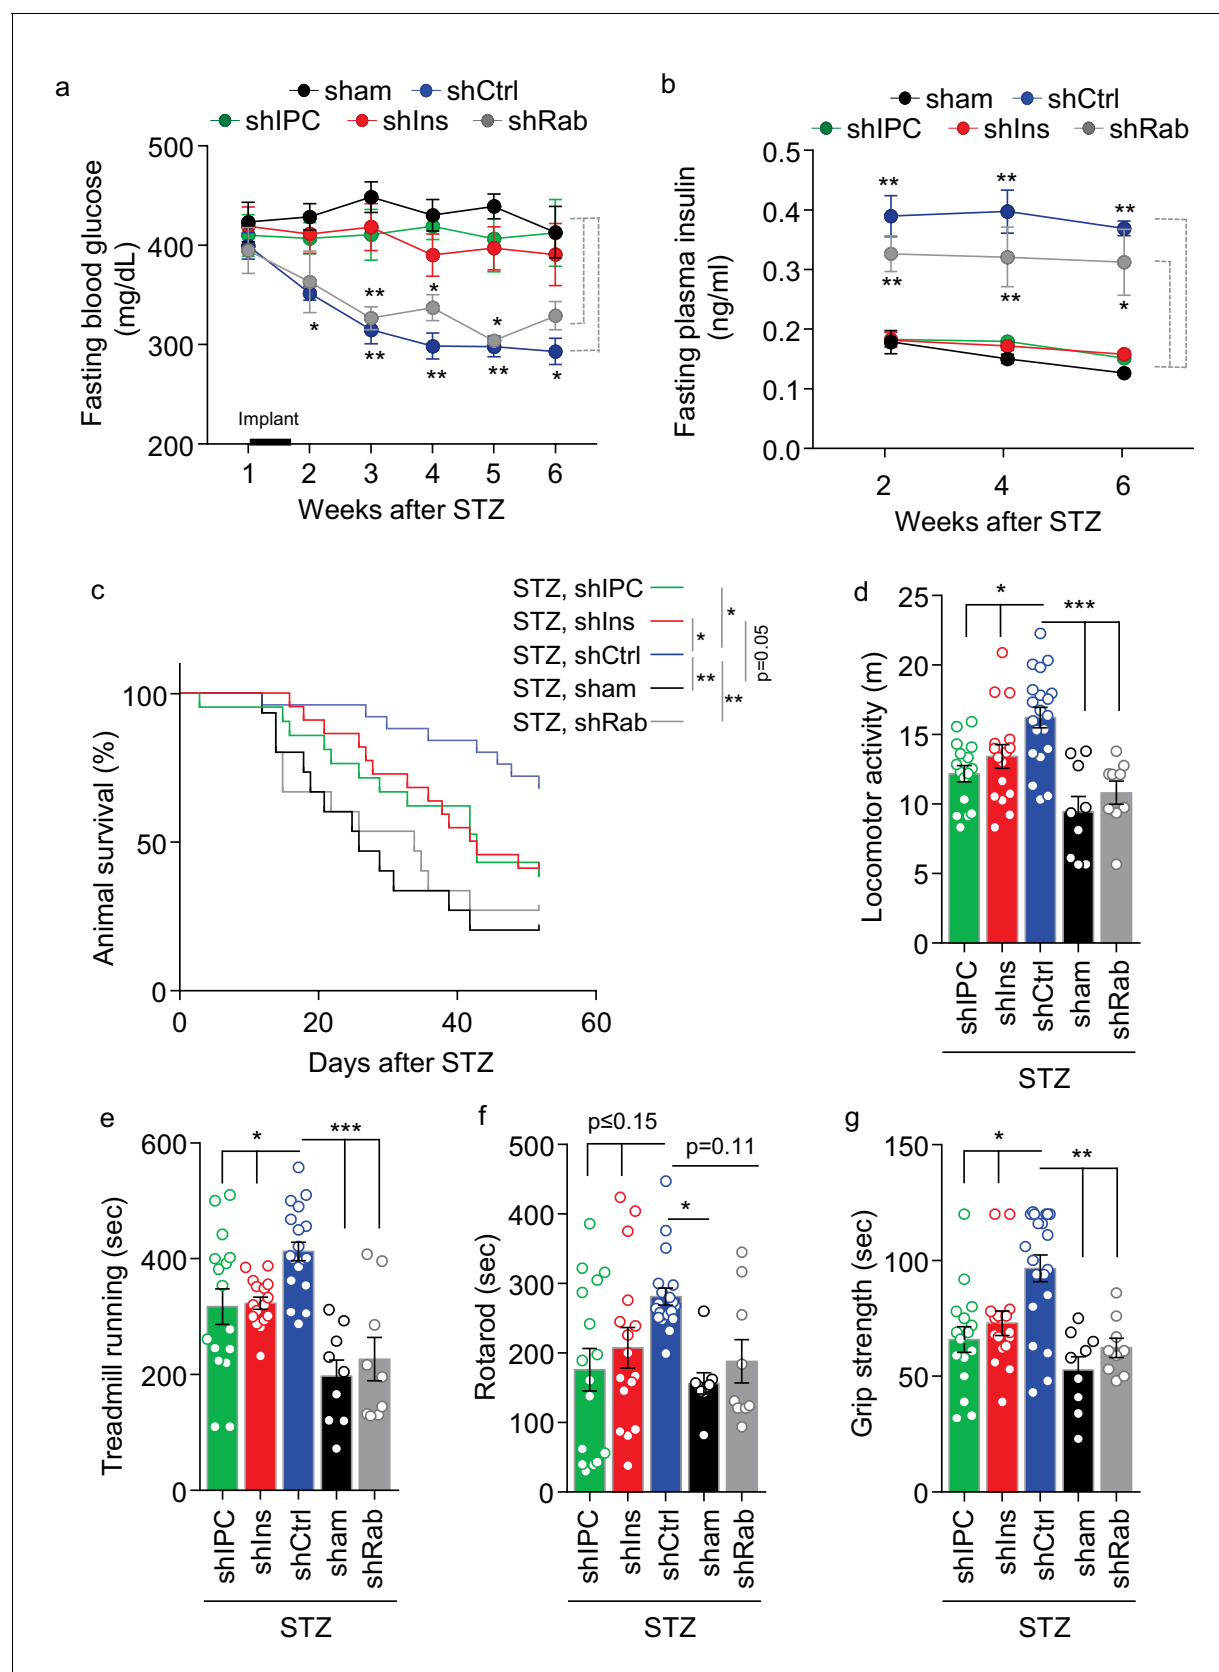 a
sham shCtrl
shIPC shIns shRab
Fasting blood glucose
(mg/dL)
500
400
300
200
** * *
* ** ** ** *
Implant
1 2 3 4 5 6
Weeks after STZ
b
sham shCtrl
shIPC shIns shRab
Fasting plasma insulin
(ng/ml)
0.5
0.4
0.3
0.2
0.1
0.0
** ** **
** ** *
2 4 6
Weeks after STZ
c
STZ, shIPC
STZ, shIns
STZ, shCtrl
STZ, sham
STZ, shRab
* * ** **
p=0.05
Animal survival (%)
100
50
0
0 20 40 60
Days after STZ
d
* ***
Locomotor activity (m)
25
20
15
10
5
0
shIPC shIns shCtrl sham shRab
STZ
e
* ***
Treadmill running (sec)
600
400
200
0
shIPC shIns shCtrl sham shRab
STZ
f
p≤0.15
p=0.11
*
Rotarod (sec)
500
400
300
200
100
0
shIPC shIns shCtrl sham shRab
STZ
g
* **
Grip strength (sec)
150
100
50
0
shIPC shIns shCtrl sham shRab
STZ